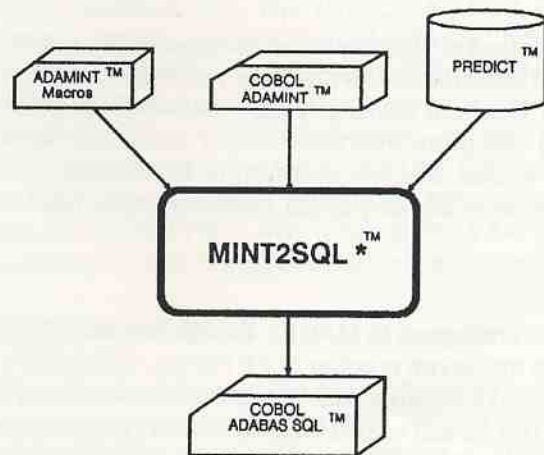 ADAMINT™
Macros
COBOL
ADAMINT™
PREDICT™
MINT2SQL *™
COBOL
ADABAS SQL™